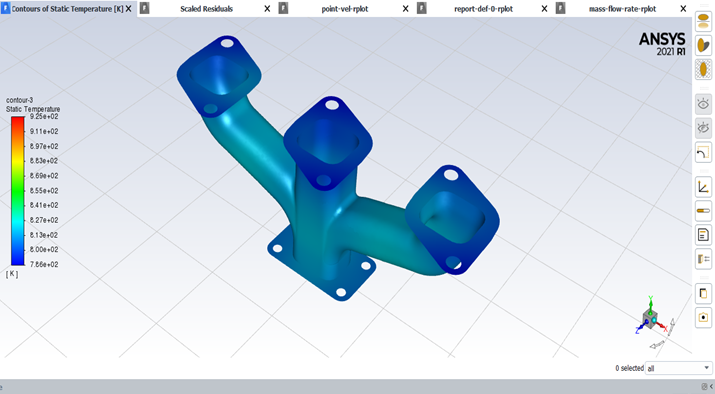 Contours of Static Temperature [K] X
Scaled Residuals X
point-vel-rplot X
report-def-0-rplot X
mass-flow-rate-rplot X
ANSYS
2021 R1
contour-3
Static Temperature
9.25e+02
9.11e+02
8.97e+02
8.83e+02
8.69e+02
8.55e+02
8.41e+02
8.27e+02
8.13e+02
8.00e+02
7.86e+02
[K]
Y
Z
X
0 selected all